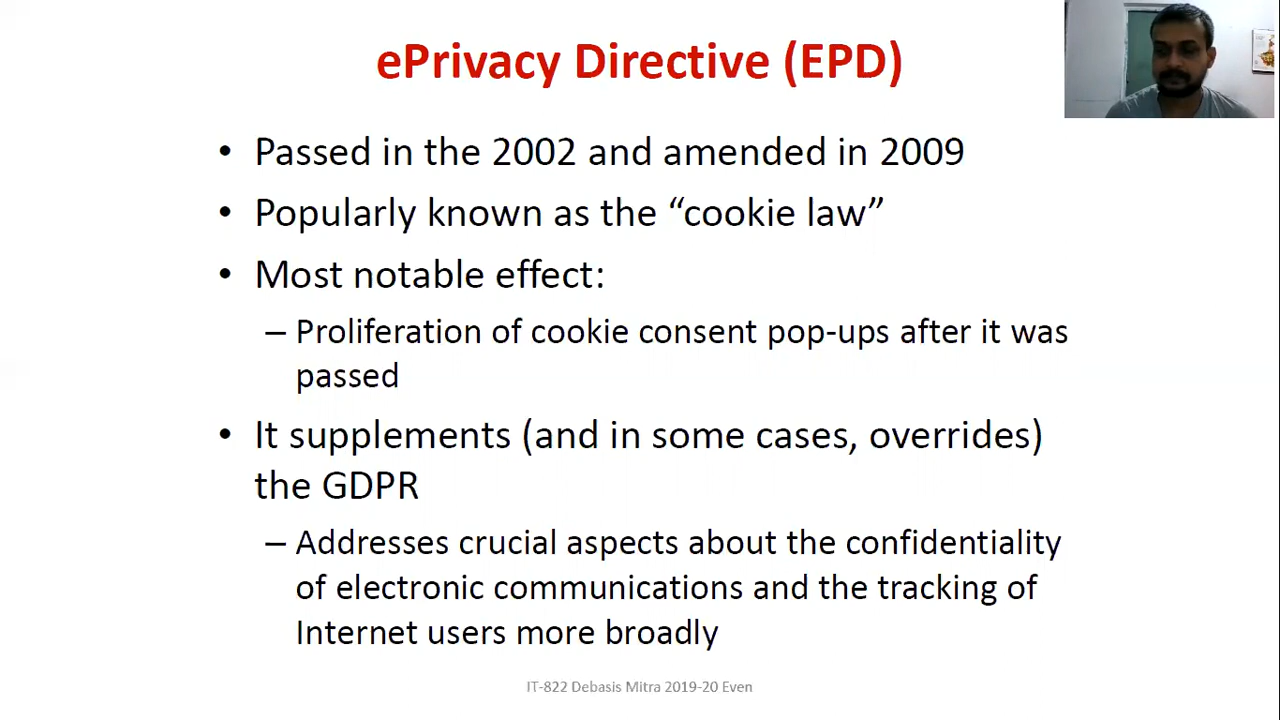 ePrivacy Directive (EPD)
• Passed in the 2002 and amended in 2009
• Popularly known as the “cookie law”
• Most notable effect:
– Proliferation of cookie consent pop-ups after it was
passed
• It supplements (and in some cases, overrides)
the GDPR
– Addresses crucial aspects about the confidentiality
of electronic communications and the tracking of
Internet users more broadly
IT-822 Debasis Mitra 2019-20 Even